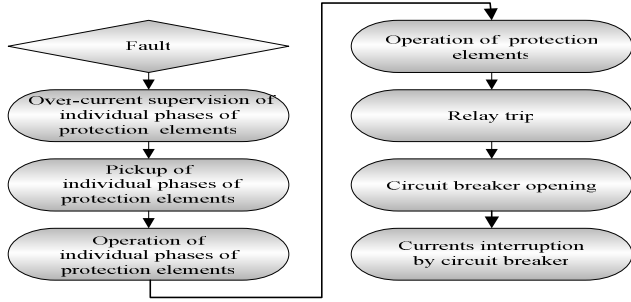 Fault
Over-current supervision of
individual phases of
protection elements
Pickup of
individual phases of
protection elements
Operation of
individual phases of
protection elements
Operation of protection
elements
Relay trip
Circuit breaker opening
Currents interruption
by circuit breaker